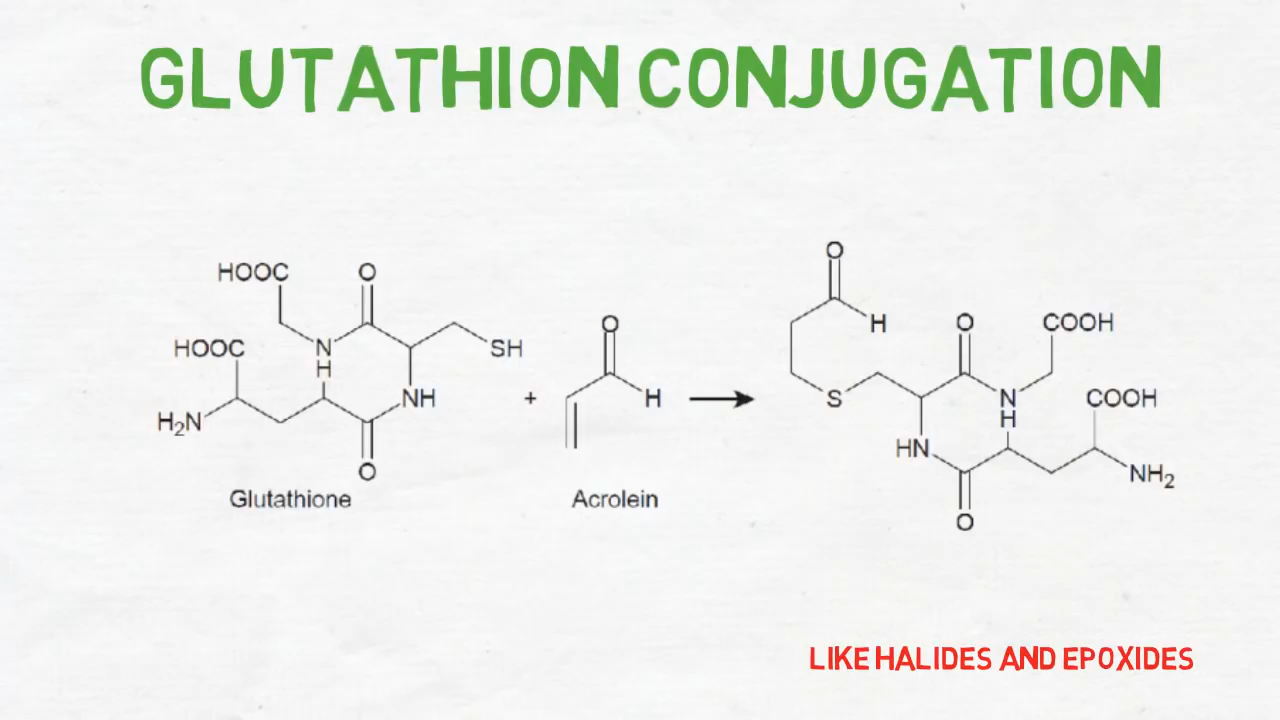 GLUTATHION CONJUGATION
O
HOOC
O
O
COOH
H
O
HOOC
N
H
SH
H
NH
+
S
N
H
COOH
H₂N
HN
NH₂
O
Glutathione
Acrolein
O
LIKE HALIDES AND EPOXIDES